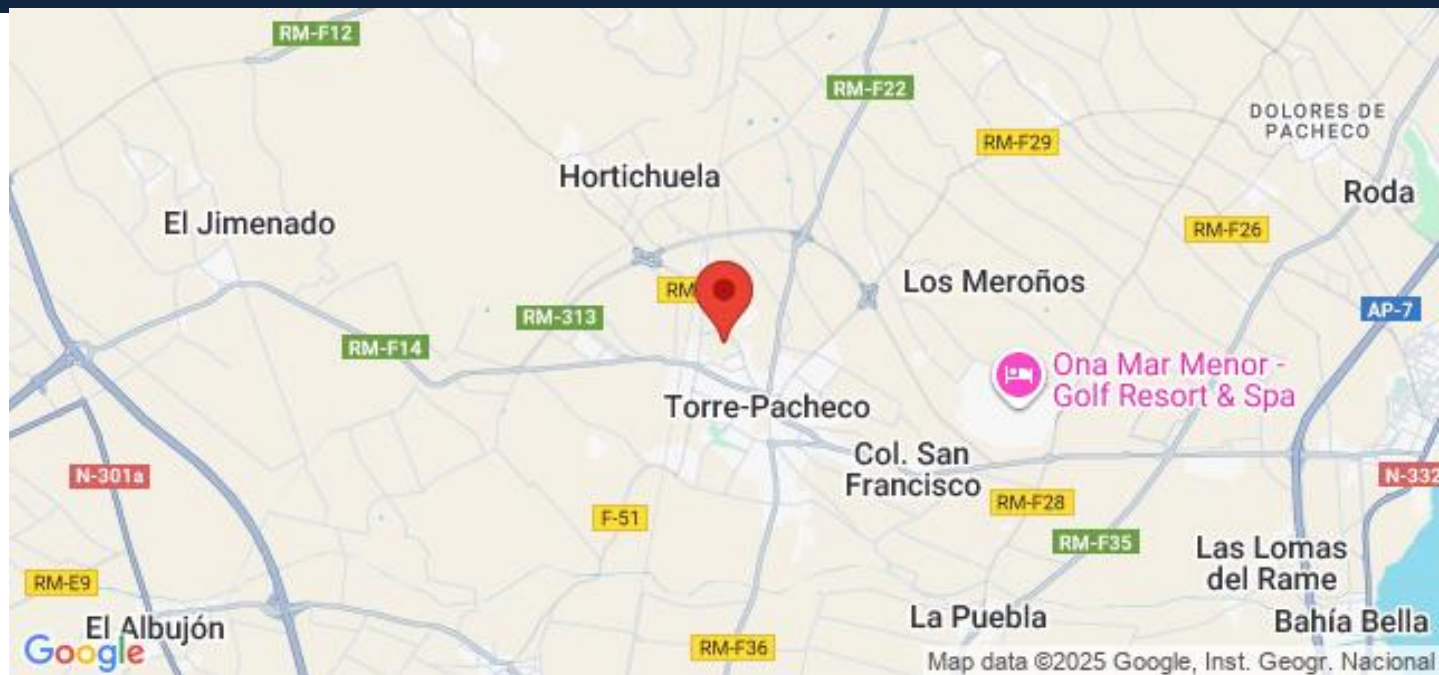 RM-F12
RM-F22
DOLORES DE
PACHECO
RM-F29
Hortichuela
Roda
El Jimenado
RM-F26
Los Meroños
RM
AP-7
RM-313
RM-F14
Ona Mar Menor -
Golf Resort & Spa
Torre-Pacheco
Col. San
Francisco
N-301a
N-332
RM-F28
F-51
RM-F35
Las Lomas
del Rame
RM-E9
La Puebla
Bahía Bella
El Albujón
RM-F36
Google
Map data ©2025 Google, Inst. Geogr. Nacional